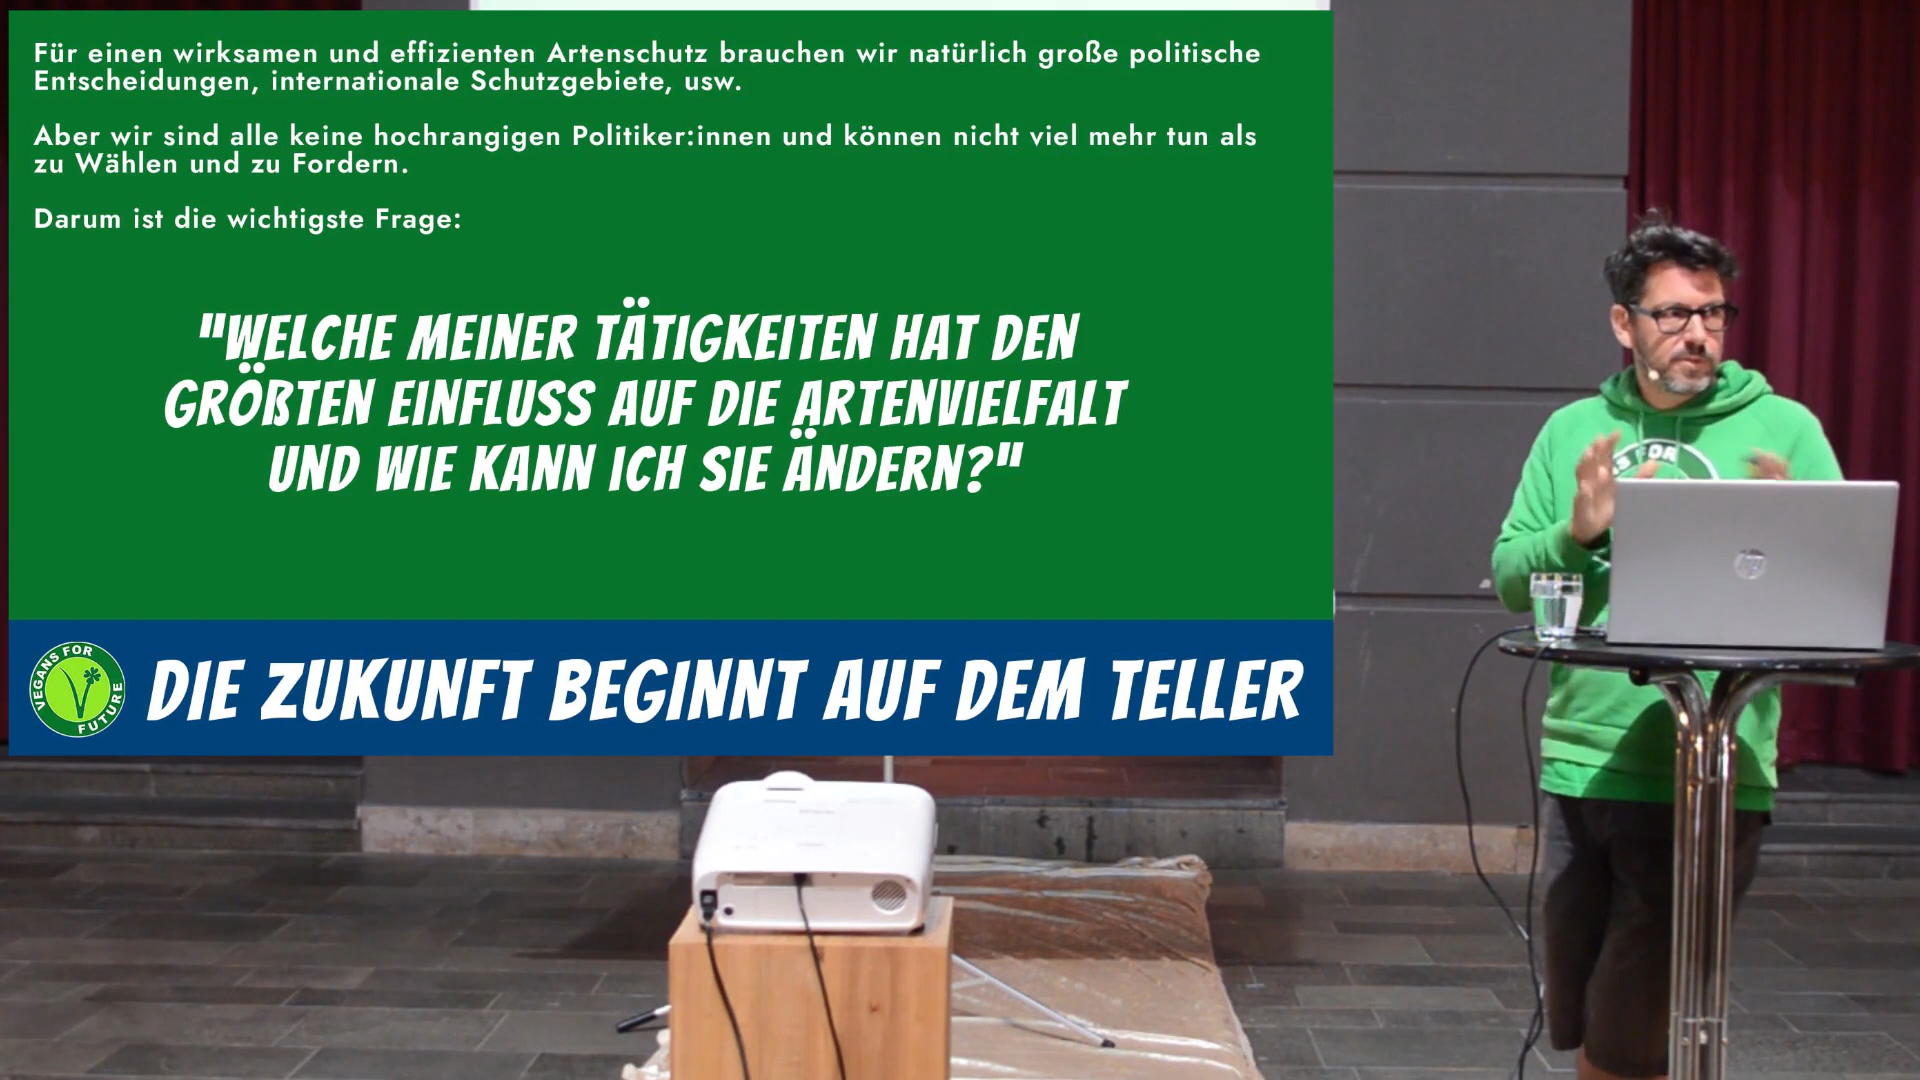 Für einen wirksamen und effizienten Artenschutz brauchen wir natürlich große politische
Entscheidungen, internationale Schutzgebiete, usw.
Aber wir sind alle keine hochrangigen Politiker:innen und können nicht viel mehr tun als
zu Wählen und zu Fordern.
Darum ist die wichtigste Frage:
"WELCHE MEINER TÄTIGKEITEN HAT DEN
GRÖßTEN EINFLUSS AUF DIE ARTENVIELFALT
UND WIE KANN ICH SIE ÄNDERN?"
VEGANS FOR
FUTURE
DIE ZUKUNFT BEGINNT AUF DEM TELLER
S FOR
hp